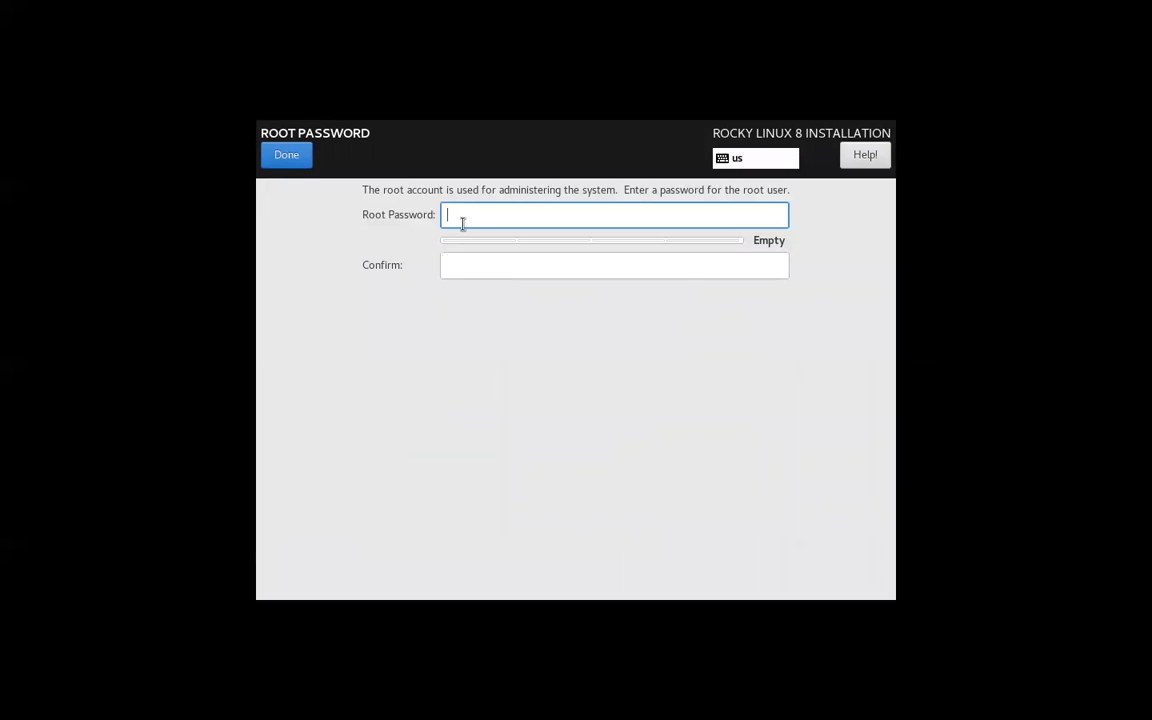 ROOT PASSWORD
ROCKY LINUX 8 INSTALLATION
Done
us
Help!
The root account is used for administering the system.  Enter a password for the root user.
Root Password:
Empty
Confirm: